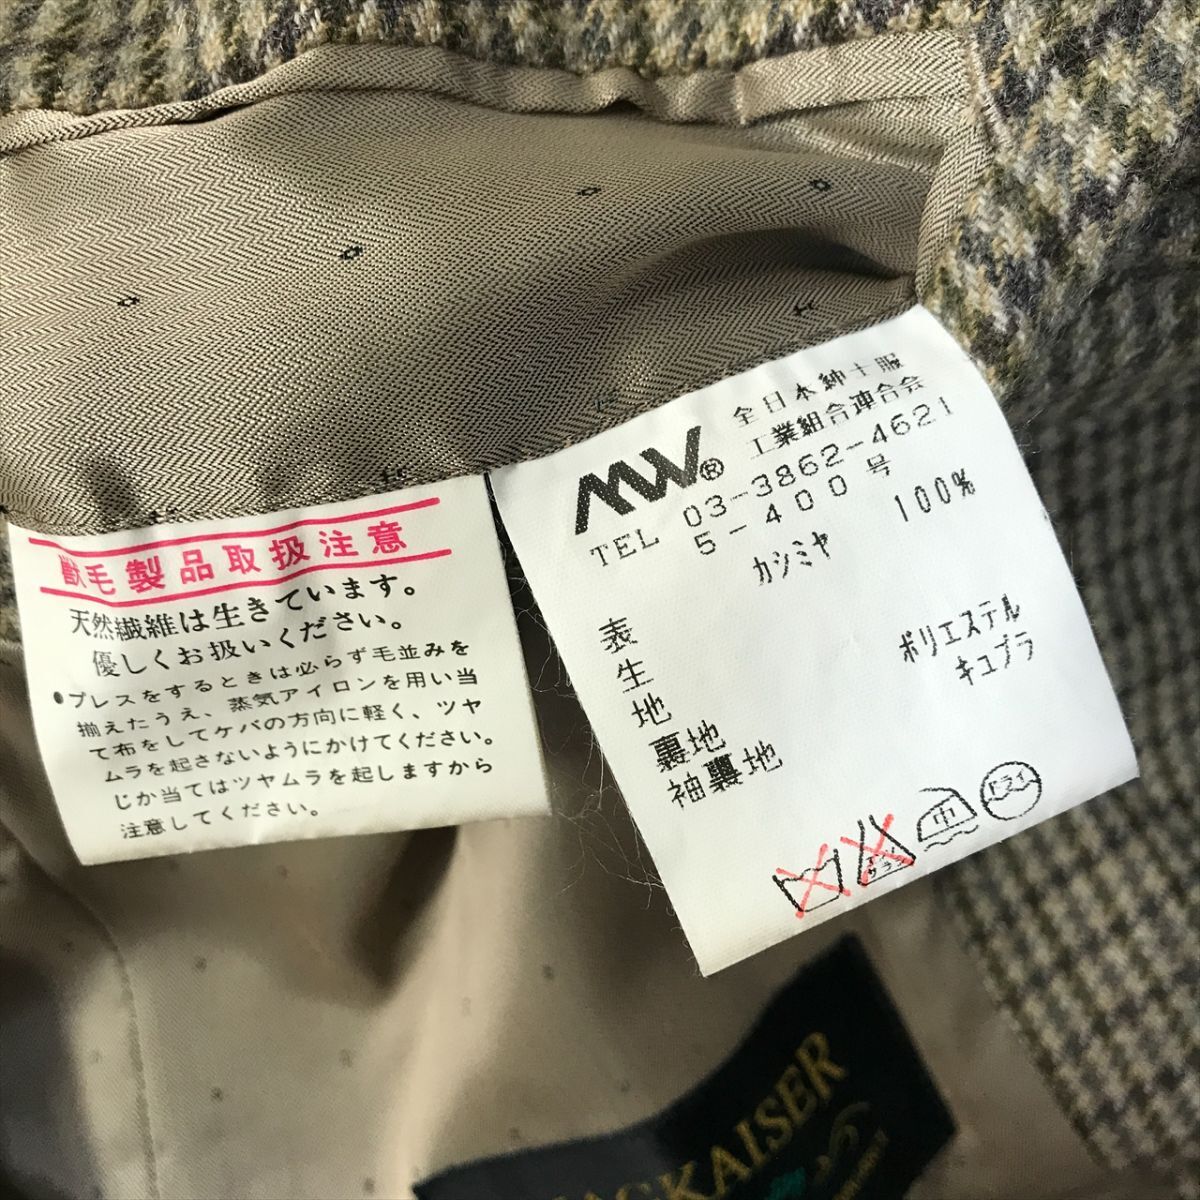 獣毛製品取扱注意
天然繊維は生きています。
優しくお扱いください。
●プレスをするときは必らず毛並みを
揃えたうえ、蒸気アイロンを用い当
て布をしてケバの方向に軽く、ツヤ
ムラを起さないようにかけてください。
じか当てはツヤムラを起しますから
注意してください。
MW®
全日本紳士服
工業組合連合会
TEL 03-3862-4621
5-400号
カシミヤ 100%
表
生
地
裏地 ポリエステル
袖裏地 キュプラ
中
ドライ
KAISER